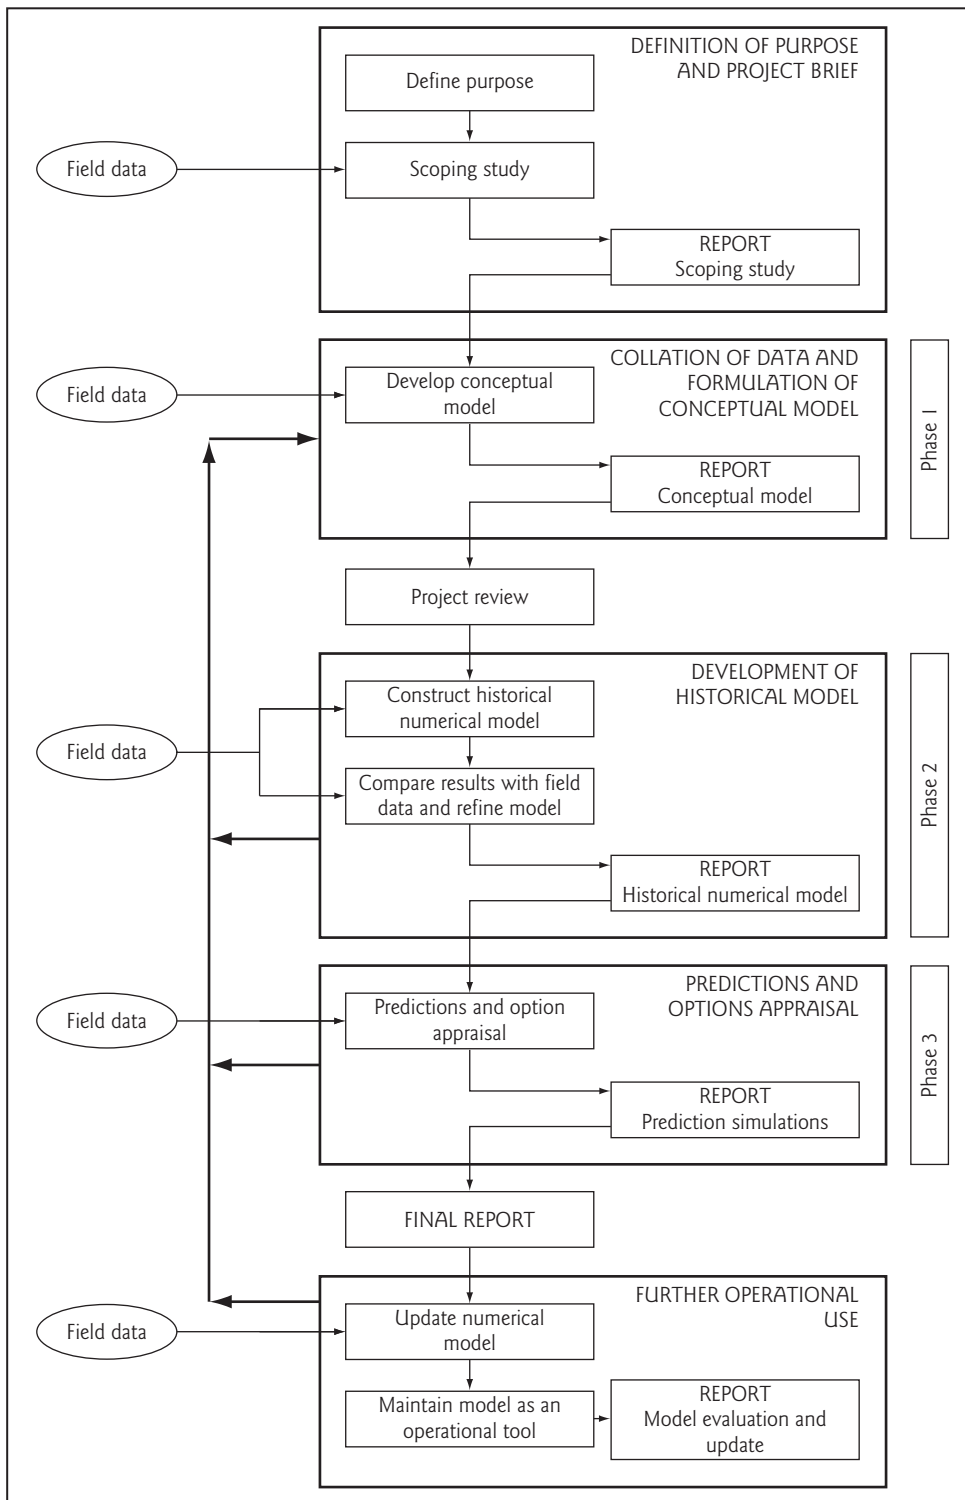 DEFINITION OF PURPOSE
AND PROJECT BRIEF
Define purpose
Field data
Scoping study
REPORT
Scoping study
COLLATION OF DATA AND
FORMULATION OF
CONCEPTUAL MODEL
Field data
Develop conceptual
model
REPORT
Conceptual model
Phase 1
Project review
DEVELOPMENT OF
HISTORICAL MODEL
Construct historical
numerical model
Field data
Compare results with field
data and refine model
REPORT
Historical numerical model
Phase 2
PREDICTIONS AND
OPTIONS APPRAISAL
Field data
Predictions and option
appraisal
REPORT
Prediction simulations
Phase 3
FINAL REPORT
FURTHER OPERATIONAL
USE
Field data
Update numerical
model
Maintain model as an
operational tool
REPORT
Model evaluation and
update